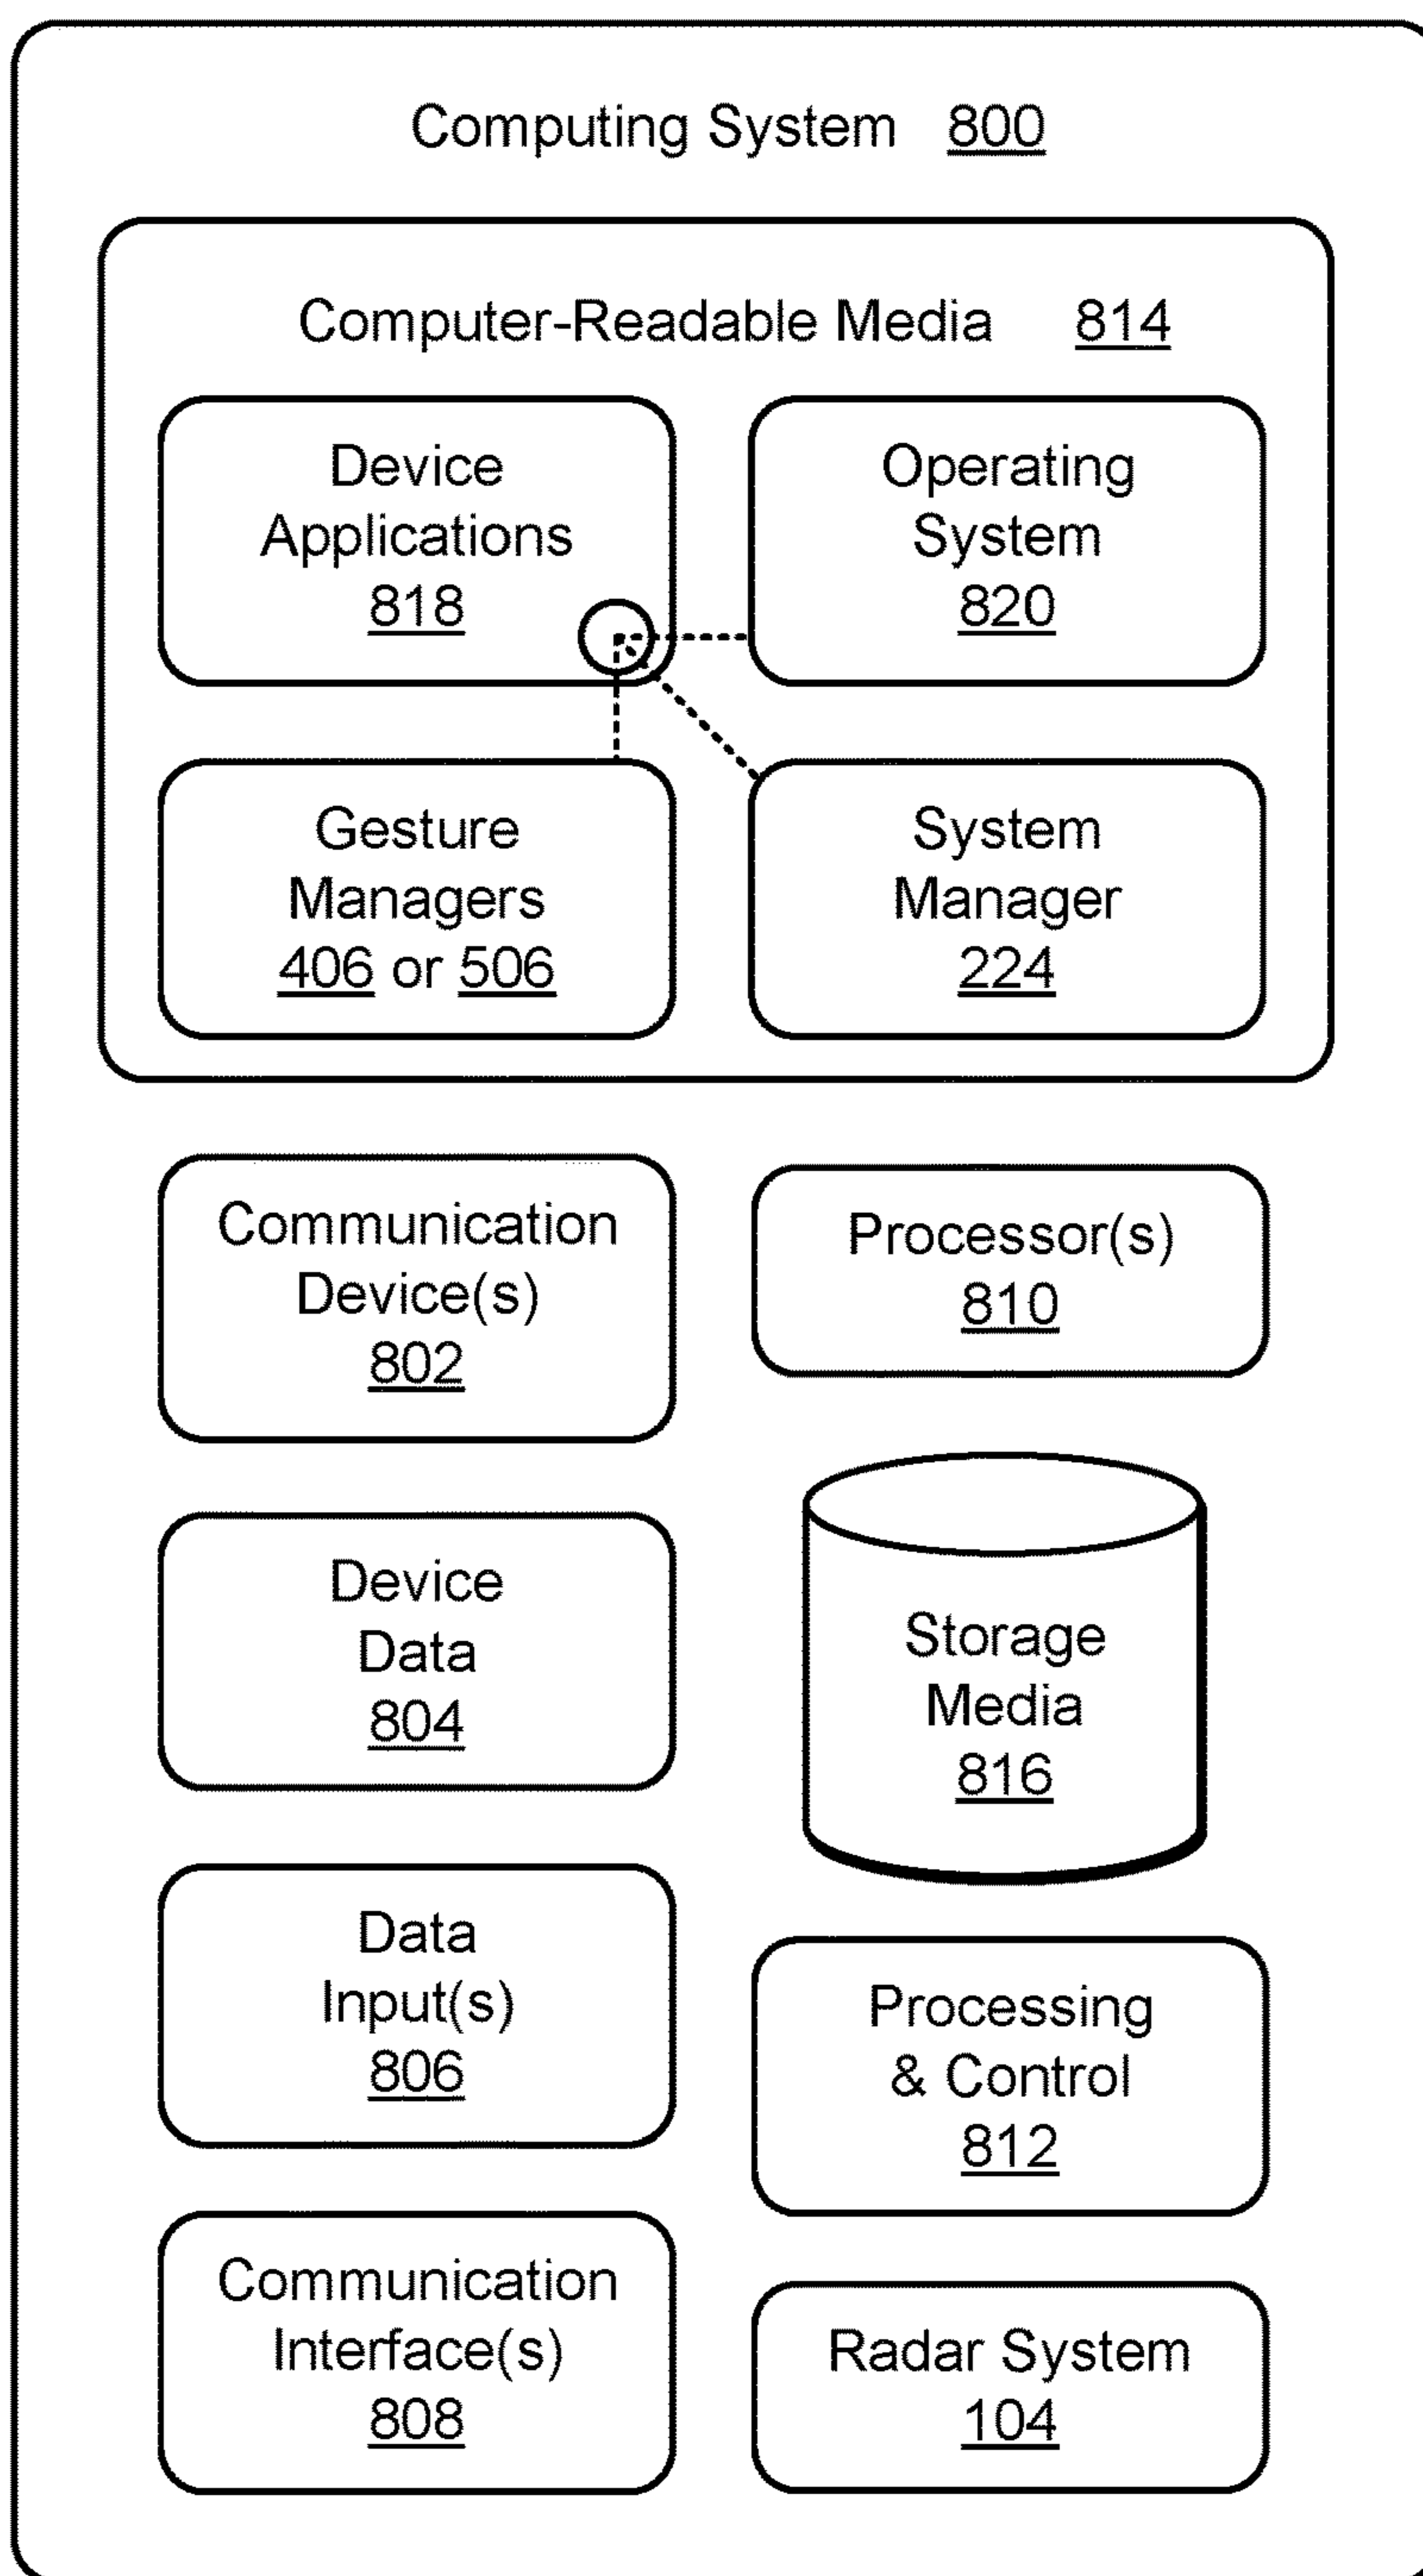 Computing System 800
Computer-Readable Media 814
Device
Applications
818
Operating
System
820
Gesture
Managers
406 or 506
System
Manager
224
Communication
Device(s)
802
Processor(s)
810
Device
Data
804
Storage
Media
816
Data
Input(s)
806
Processing
& Control
812
Communication
Interface(s)
808
Radar System
104